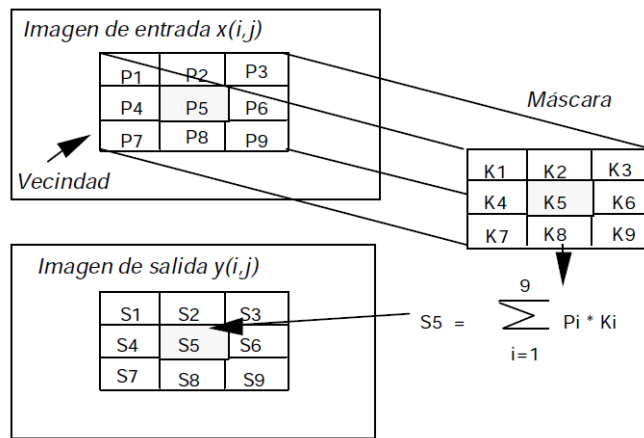 Imagen de entrada x(i,j)
P1 P2 P3
P4 P5 P6
P7 P8 P9
Vecindad
Máscara
K1 K2 K3
K4 K5 K6
K7 K8 K9
Imagen de salida y(i,j)
S1 S2 S3
S4 S5 S6
S7 S8 S9
9
S5 = ∑ Pi * Ki
i=1